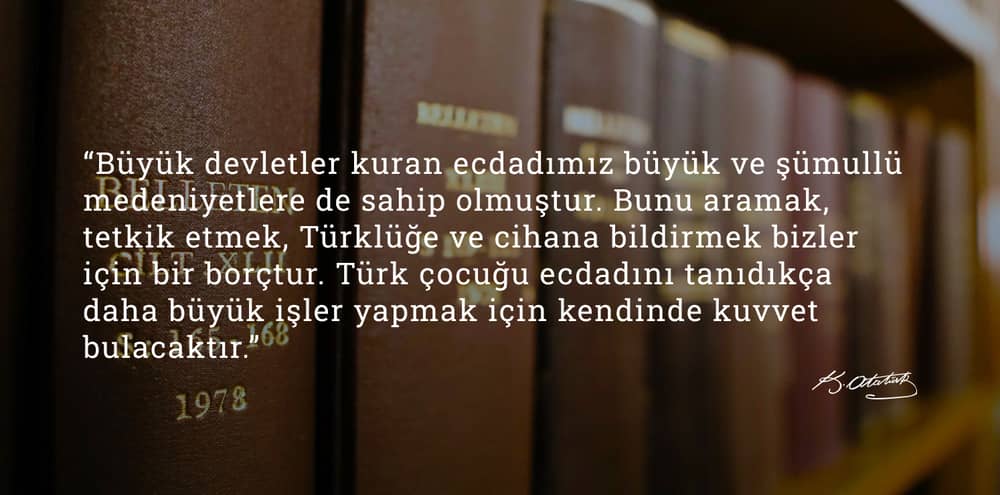 “Büyük devletler kuran ecdadımız büyük ve şümullü
medeniyetlere de sahip olmuştur. Bunu aramak,
tetkik etmek, Türklüğe ve cihana bildirmek bizler
için bir borçtur. Türk çocuğu ecdadını tanıdıkça
daha büyük işler yapmak için kendinde kuvvet
bulacaktır.”
K. Atatürk
BELLETEN
CİLT XLII
S. 165-168
1978
BELLETEN